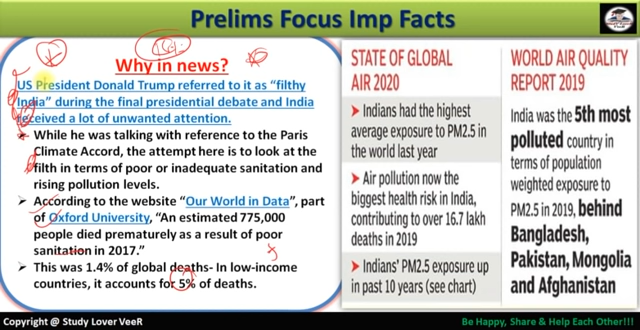 Prelims Focus Imp Facts
Why in news?
US President Donald Trump referred to it as “filthy
India” during the final presidential debate and India
received a lot of unwanted attention.
While he was talking with reference to the Paris
Climate Accord, the attempt here is to look at the
filth in terms of poor or inadequate sanitation and
rising pollution levels.
According to the website “Our World in Data”, part
of Oxford University, “An estimated 775,000
people died prematurely as a result of poor
sanitation in 2017.”
This was 1.4% of global deaths- In low-income
countries, it accounts for 5% of deaths.
STATE OF GLOBAL
AIR 2020
Indians had the highest
average exposure to PM2.5 in
the world last year
Air pollution now the
biggest health risk in India,
contributing to over 16.7 lakh
deaths in 2019
Indians’ PM2.5 exposure up
in past 10 years (see chart)
WORLD AIR QUALITY
REPORT 2019
India was the 5th most
polluted country in
terms of population
weighted exposure to
PM2.5 in 2019, behind
Bangladesh,
Pakistan, Mongolia
and Afghanistan
Copyright @ Study Lover VeeR
Be Happy, Share & Help Each Other!!!